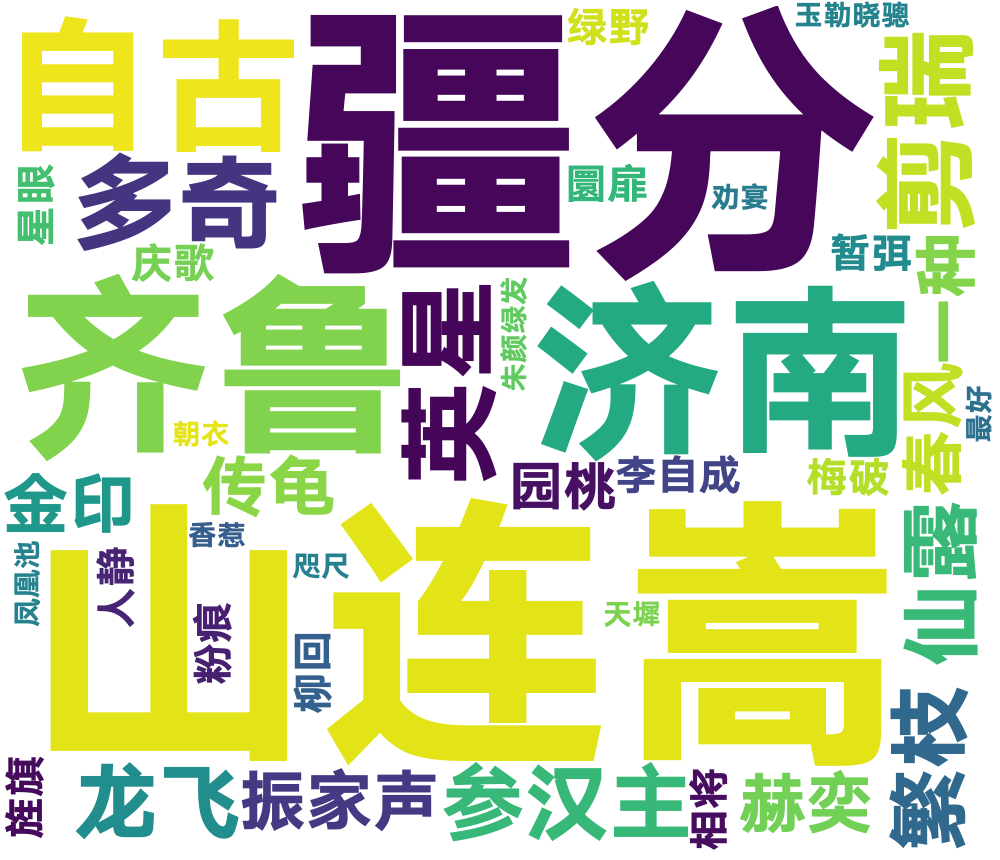 自古
疆分
绿野
玉勒晓骢
剪瑞
多奇
星眼
圜扉
劝宴
暂弭
庆歌
齐鲁
英星
朱颜绿发
济南
春风一种
最好
朝衣
传龟
园桃
李自成
梅破
金印
山连嵩
香惹
凤凰池
人静
粉痕
咫尺
柳回
天墀
仙露
繁枝
旌旗
龙飞
振家声
参汉主
相将
赫奕